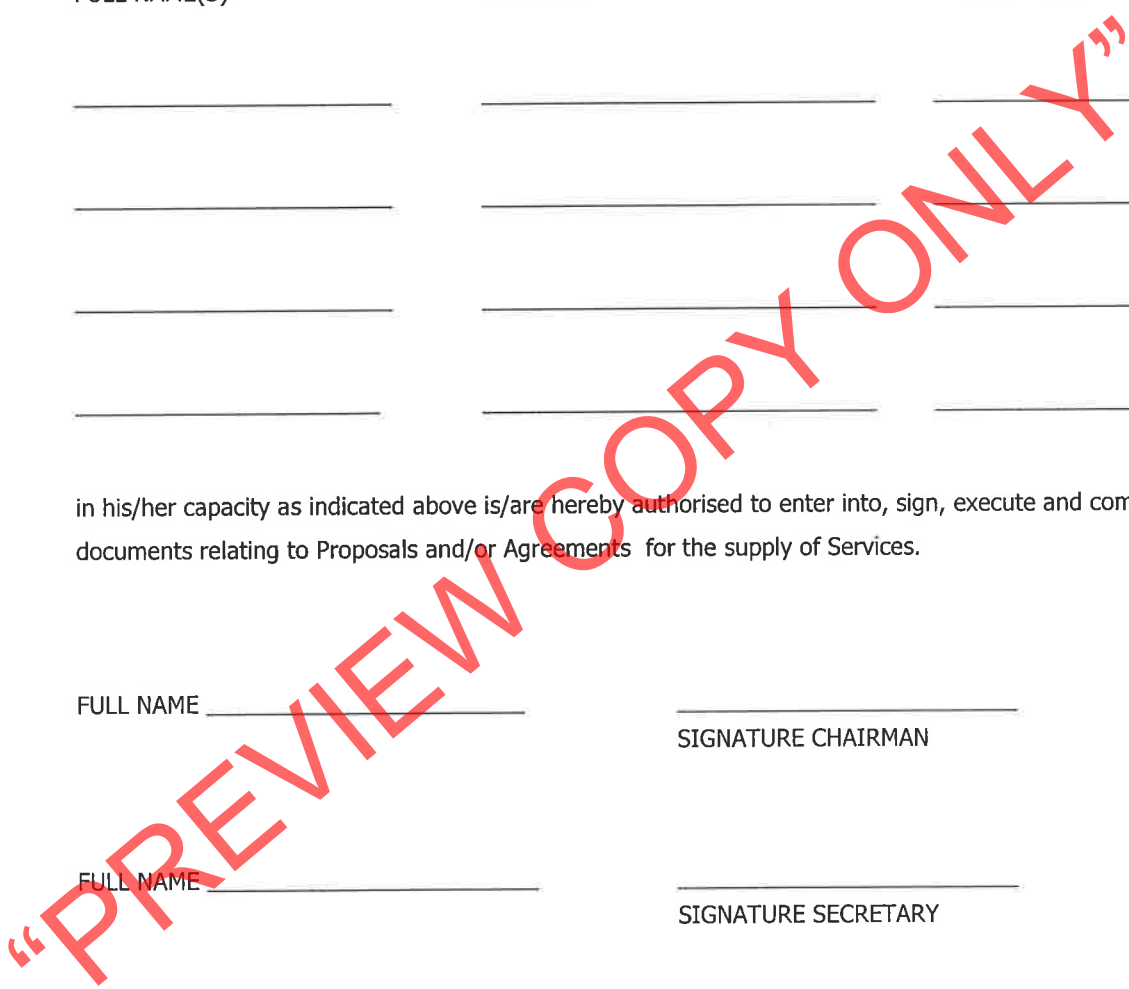 FULL NAME(S)
in his/her capacity as indicated above is/are hereby authorised to enter into, sign, execute and com
documents relating to Proposals and/or Agreements for the supply of Services.
FULL NAME
SIGNATURE CHAIRMAN
FULL NAME
SIGNATURE SECRETARY
“PREVIEW COPY ONLY”